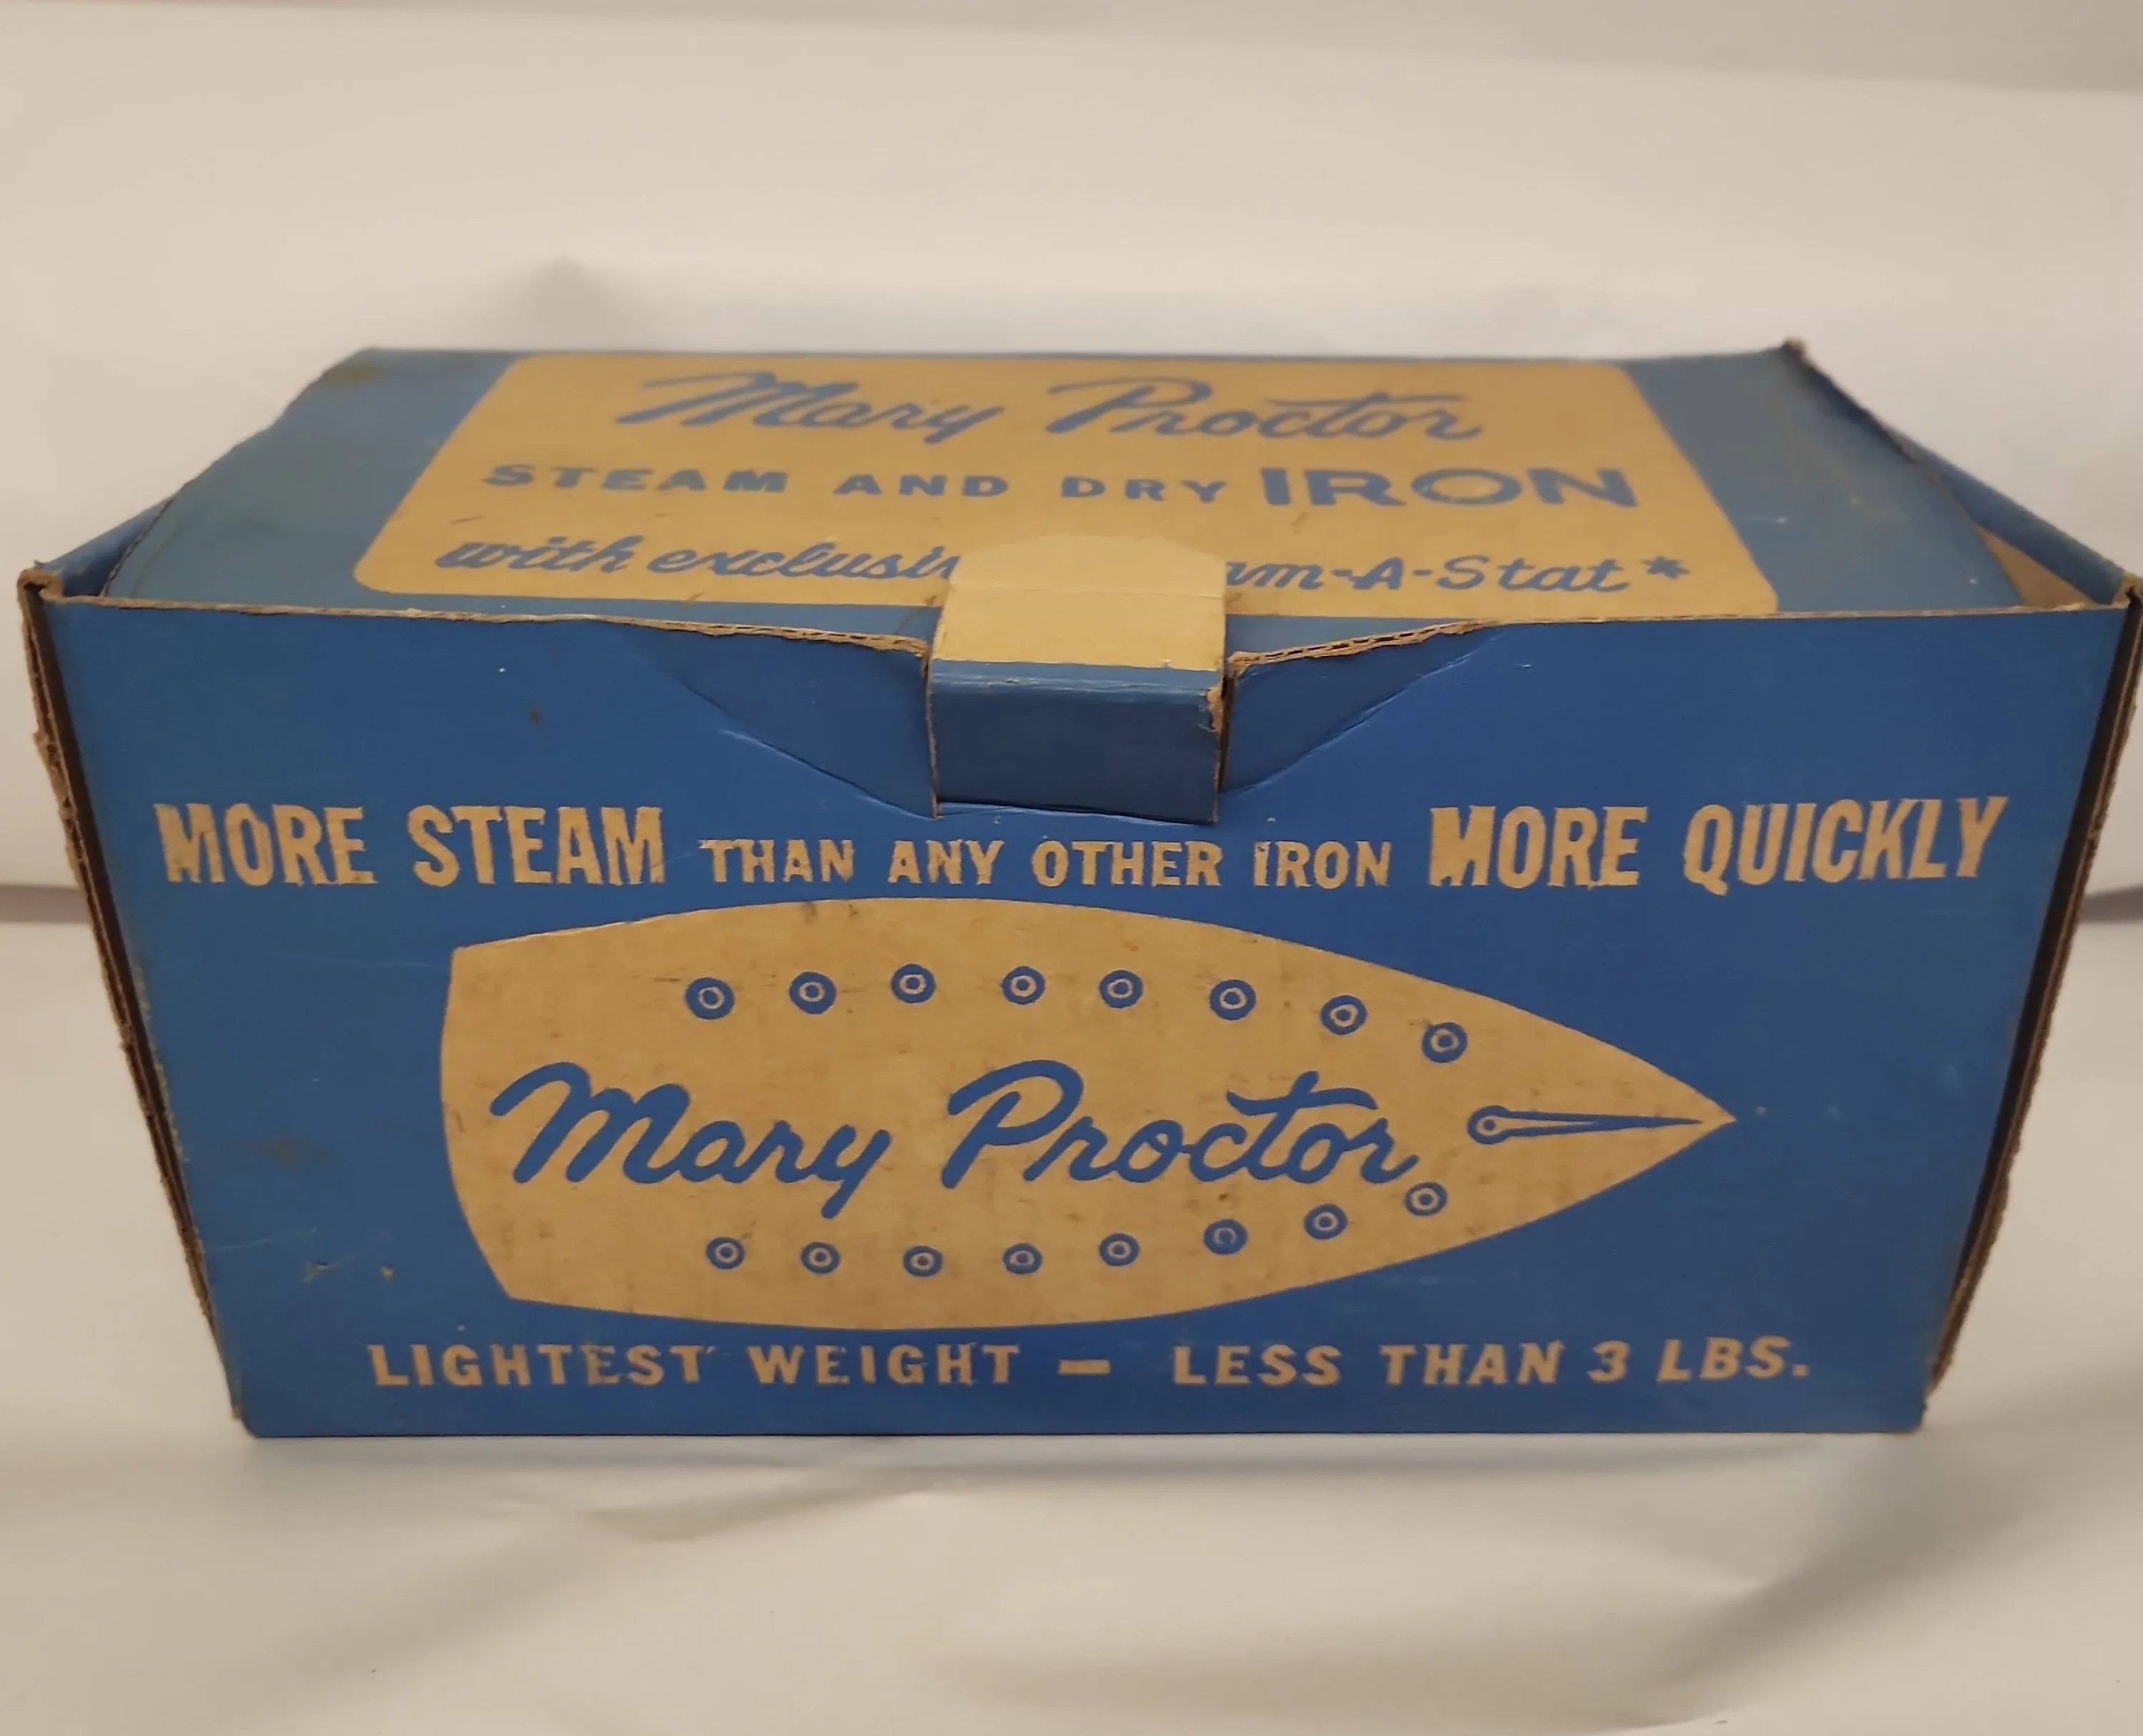 Mary Proctor
STEAM AND DRY IRON
with am-A-Stat*
MORE STEAM THAN ANY OTHER IRON MORE QUICKLY
Mary Proctor
LIGHTEST WEIGHT — LESS THAN 3 LBS.